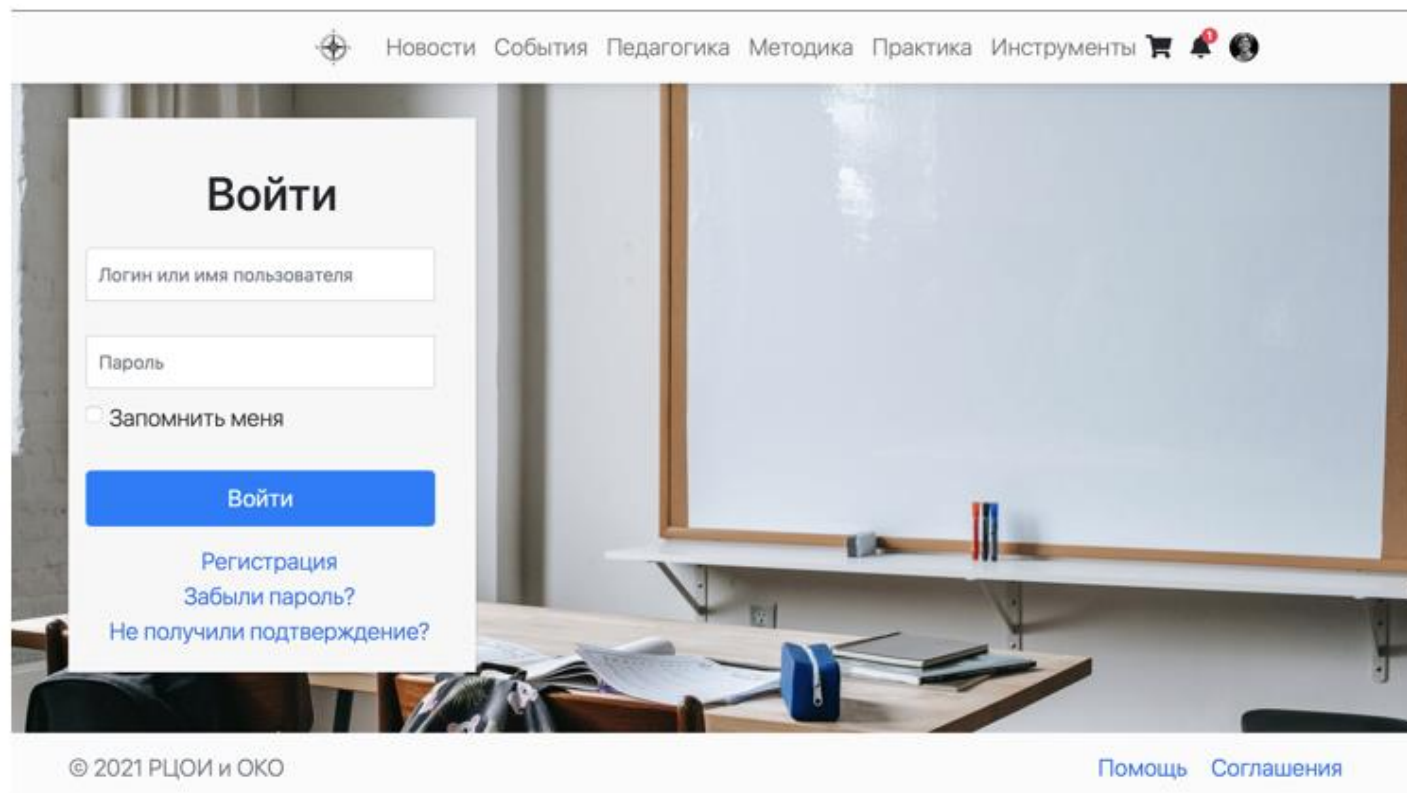 Новости События Педагогика Методика Практика Инструменты 1
Войти
Логин или имя пользователя
Пароль
Запомнить меня
Войти
Регистрация
Забыли пароль?
Не получили подтверждение?
© 2021 РЦОИ и ОКО
Помощь Соглашения